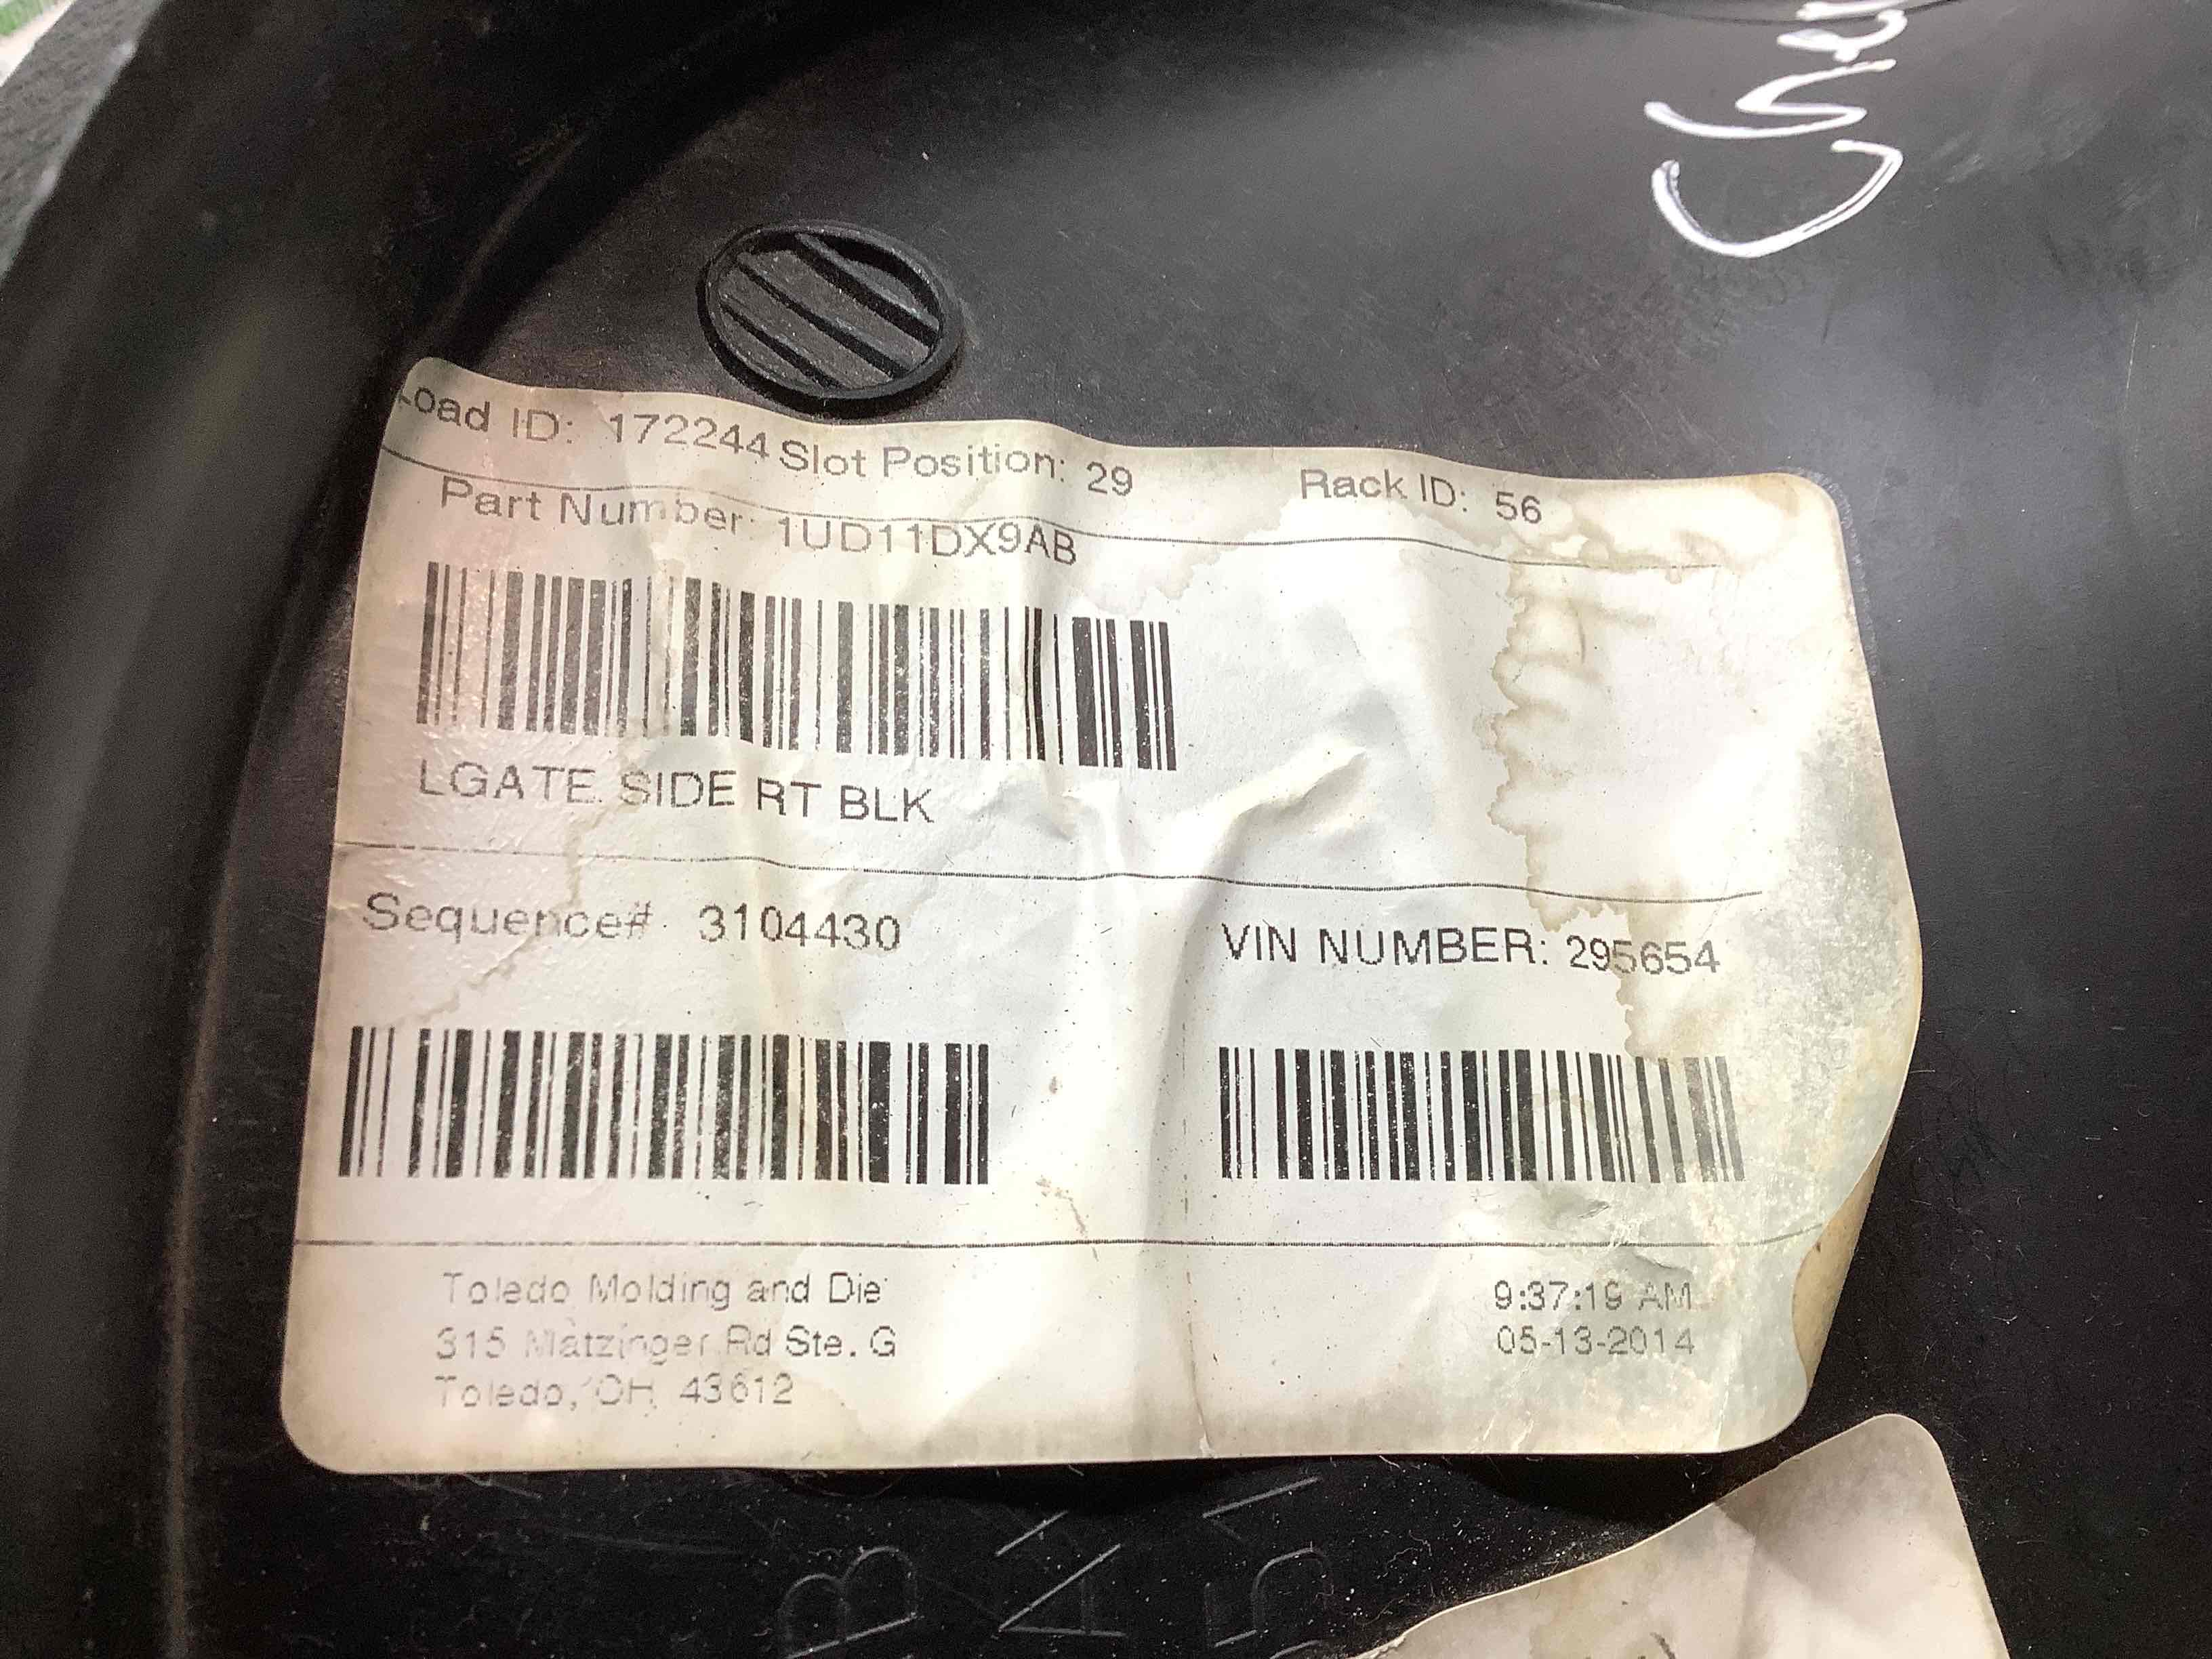 Load ID: 172244 Slot Position: 29 Rack ID: 56
Part Number: 1UD11DX9AB
LGATE SIDE RT BLK
Sequence#: 3104430 VIN NUMBER: 295654
Toledo Molding and Die
315 Matzinger Rd Ste. G
Toledo, OH 43612
9:37:19 AM
05-13-2014